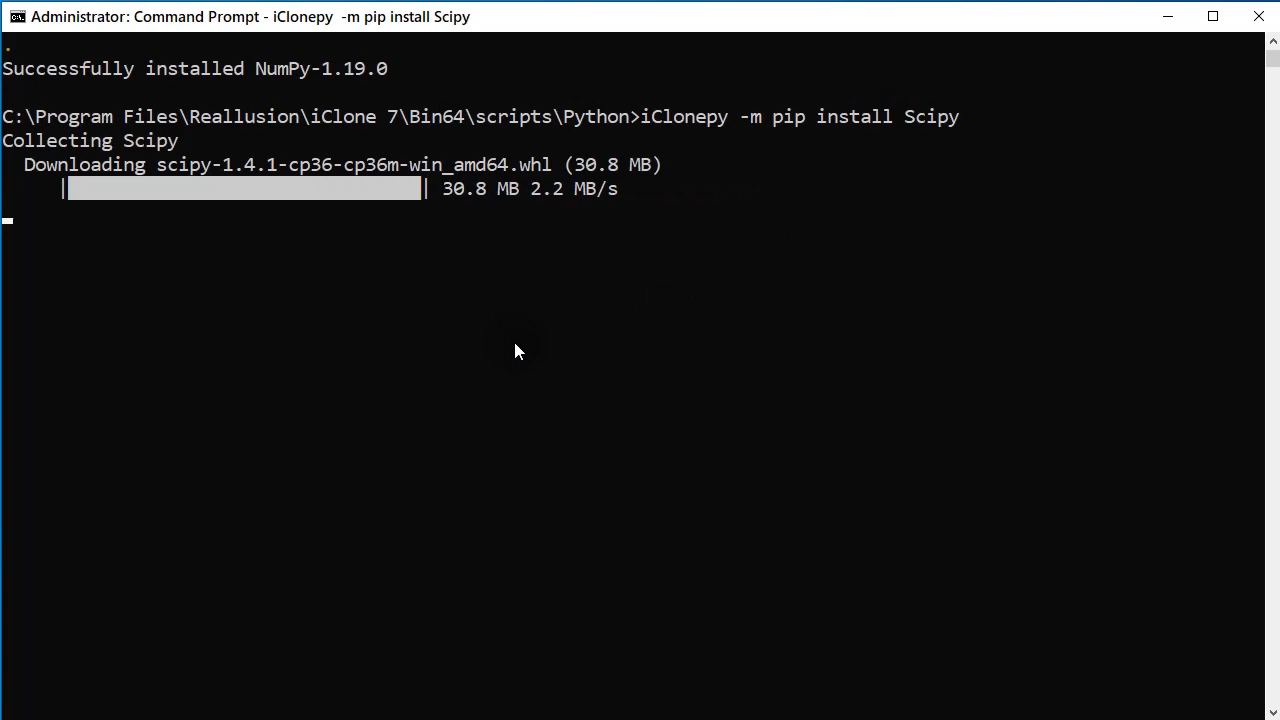 Administrator: Command Prompt - iClonepy  -m pip install Scipy
.
Successfully installed NumPy-1.19.0
C:\Program Files\Reallusion\iClone 7\Bin64\scripts\Python>iClonepy -m pip install Scipy
Collecting Scipy
  Downloading scipy-1.4.1-cp36-cp36m-win_amd64.whl (30.8 MB)
     |████████████████████████████████| 30.8 MB 2.2 MB/s